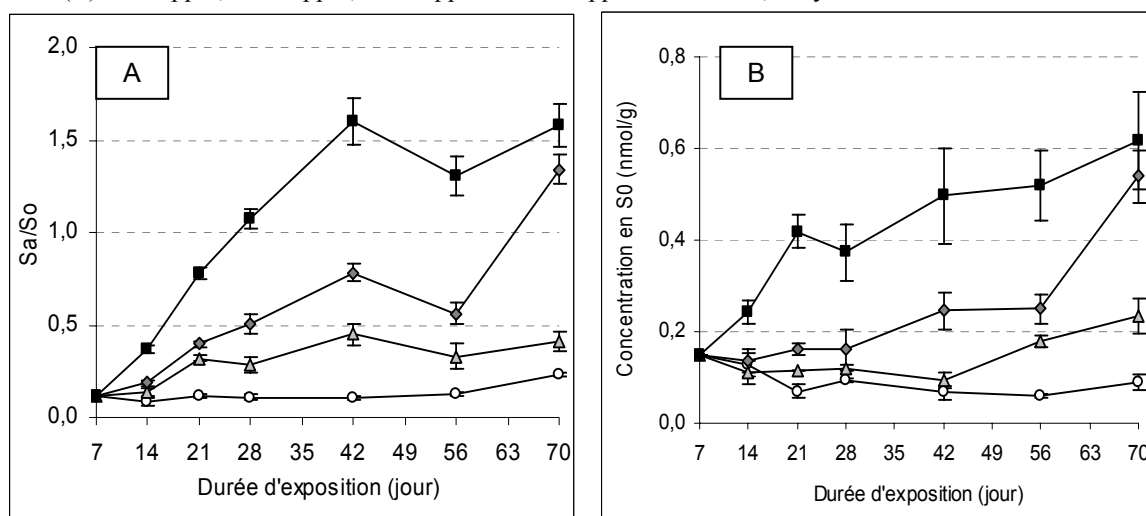 A
Sa/So
2,0
1,5
1,0
0,5
0,0
7 14 21 28 35 42 49 56 63 70
Durée d'exposition (jour)
B
Concentration en S0 (nmol/g)
0,8
0,6
0,4
0,2
0,0
7 14 21 28 35 42 49 56 63 70
Durée d'exposition (jour)